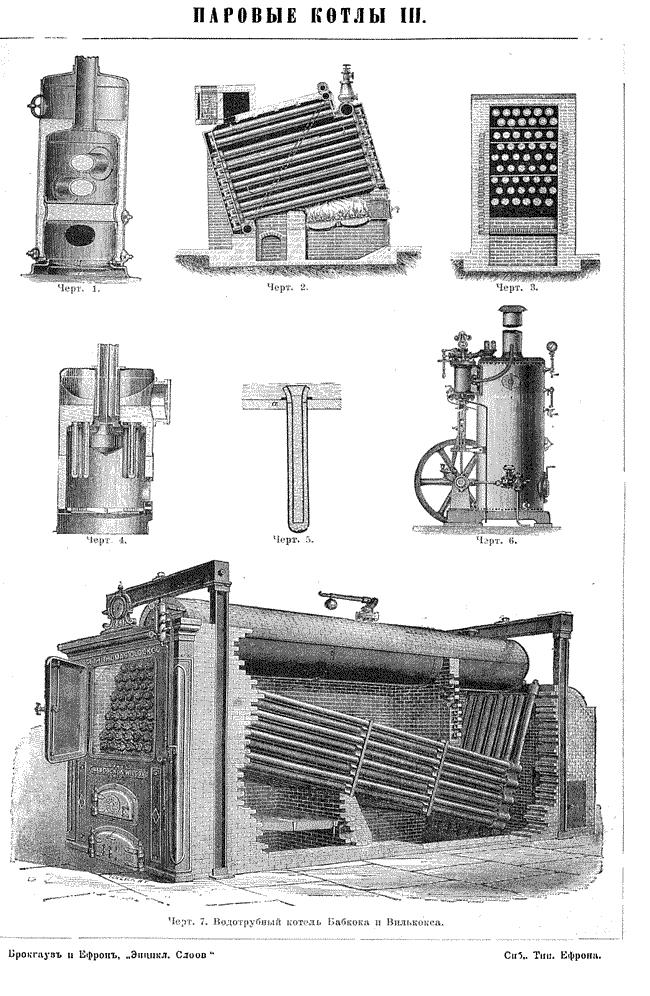 ПАРОВЫЕ КОТЛЫ III.
Черт. 1.
Черт. 2.
Черт. 3.
Черт. 4.
Черт. 5.
Черт. 6.
Черт. 7. Водотрубный котелъ Бабкока и Вилькокса.
Брокгаузъ и Ефронъ, „Энцикл. Слов“
Спб. Тип. Ефрона.